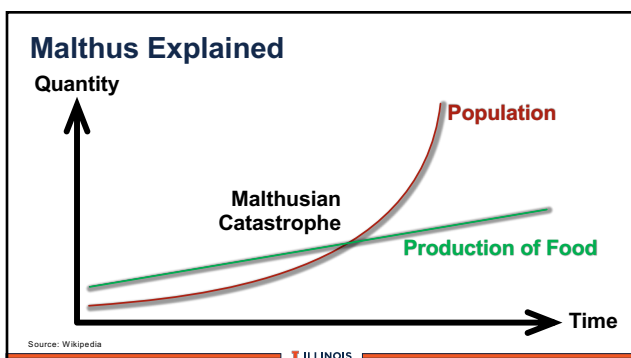 Malthus Explained
Quantity
Population
Malthusian
Catastrophe
Production of Food
Time
Source: Wikipedia
ILLINOIS